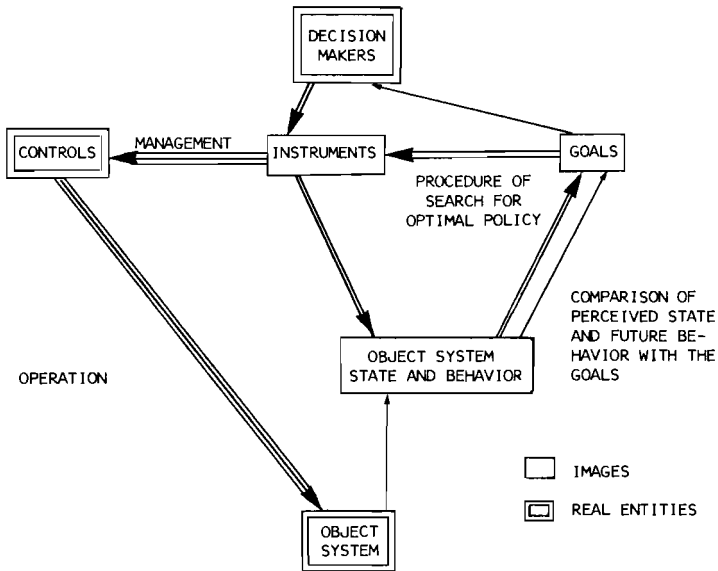 DECISION
MAKERS
MANAGEMENT
CONTROLS
INSTRUMENTS
GOALS
PROCEDURE OF
SEARCH FOR
OPTIMAL POLICY
COMPARISON OF
PERCEIVED STATE
AND FUTURE BE-
HAVIOR WITH THE
GOALS
OBJECT SYSTEM
STATE AND BEHAVIOR
OPERATION
IMAGES
REAL ENTITIES
OBJECT
SYSTEM